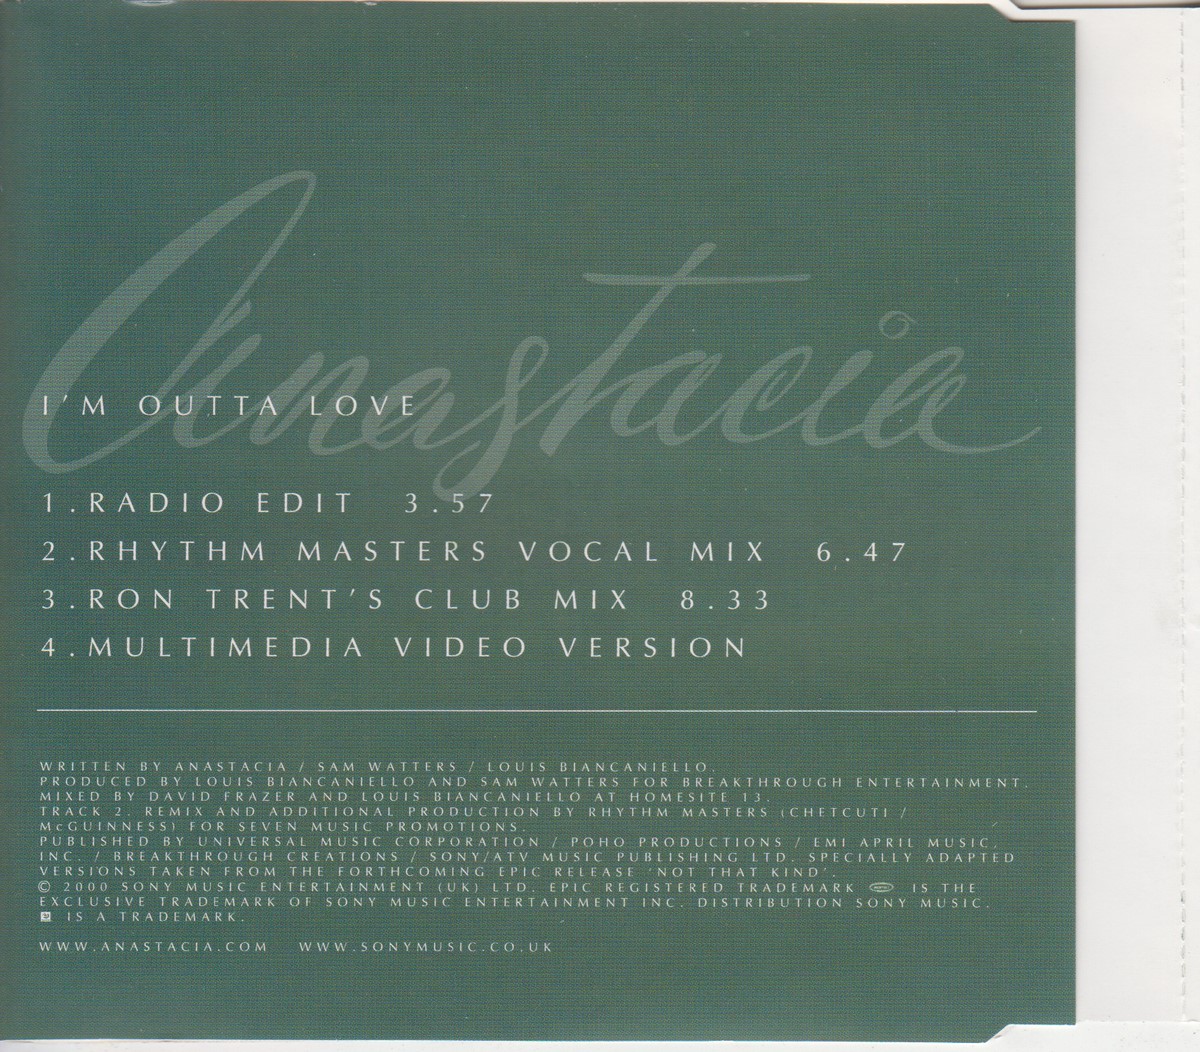 Anastacia
I'M OUTTA LOVE
1.RADIO EDIT 3.57
2.RHYTHM MASTERS VOCAL MIX 6.47
3.RON TRENT'S CLUB MIX 8.33
4.MULTIMEDIA VIDEO VERSION
WRITTEN BY ANASTACIA / SAM WATTERS / LOUIS BIANCANIELLO.
PRODUCED BY LOUIS BIANCANIELLO AND SAM WATTERS FOR BREAKTHROUGH ENTERTAINMENT.
MIXED BY DAVID FRAZER AND LOUIS BIANCANIELLO AT HOMESITE 13.
TRACK 2. REMIX AND ADDITIONAL PRODUCTION BY RHYTHM MASTERS (CHETCUTI /
McGUINNESS) FOR SEVEN MUSIC PROMOTIONS.
PUBLISHED BY UNIVERSAL MUSIC CORPORATION / POHO PRODUCTIONS / EMI APRIL MUSIC,
INC. / BREAKTHROUGH CREATIONS / SONY/ATV MUSIC PUBLISHING LTD. SPECIALLY ADAPTED
VERSIONS TAKEN FROM THE FORTHCOMING EPIC RELEASE 'NOT THAT KIND'.
© 2000 SONY MUSIC ENTERTAINMENT (UK) LTD. EPIC REGISTERED TRADEMARK IS THE
EXCLUSIVE TRADEMARK OF SONY MUSIC ENTERTAINMENT INC. DISTRIBUTION SONY MUSIC.
IS A TRADEMARK.
WWW.ANASTACIA.COM WWW.SONYMUSIC.CO.UK